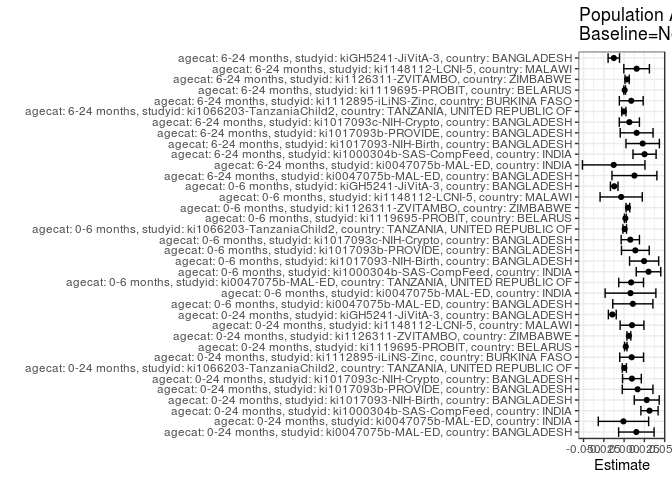 Population A
Baseline=N
agecat: 6-24 months, studyid: kiGH5241-JiVitA-3, country: BANGLADESH
agecat: 6-24 months, studyid: ki1148112-LCNI-5, country: MALAWI
agecat: 6-24 months, studyid: ki1126311-ZVITAMBO, country: ZIMBABWE
agecat: 6-24 months, studyid: ki1119695-PROBIT, country: BELARUS
agecat: 6-24 months, studyid: ki1112895-iLiNS-Zinc, country: BURKINA FASO
agecat: 6-24 months, studyid: ki1066203-TanzaniaChild2, country: TANZANIA, UNITED REPUBLIC OF
agecat: 6-24 months, studyid: ki1017093c-NIH-Crypto, country: BANGLADESH
agecat: 6-24 months, studyid: ki1017093b-PROVIDE, country: BANGLADESH
agecat: 6-24 months, studyid: ki1017093-NIH-Birth, country: BANGLADESH
agecat: 6-24 months, studyid: ki1000304b-SAS-CompFeed, country: INDIA
agecat: 6-24 months, studyid: ki0047075b-MAL-ED, country: INDIA
agecat: 6-24 months, studyid: ki0047075b-MAL-ED, country: BANGLADESH
agecat: 0-6 months, studyid: kiGH5241-JiVitA-3, country: BANGLADESH
agecat: 0-6 months, studyid: ki1148112-LCNI-5, country: MALAWI
agecat: 0-6 months, studyid: ki1126311-ZVITAMBO, country: ZIMBABWE
agecat: 0-6 months, studyid: ki1119695-PROBIT, country: BELARUS
agecat: 0-6 months, studyid: ki1066203-TanzaniaChild2, country: TANZANIA, UNITED REPUBLIC OF
agecat: 0-6 months, studyid: ki1017093c-NIH-Crypto, country: BANGLADESH
agecat: 0-6 months, studyid: ki1017093b-PROVIDE, country: BANGLADESH
agecat: 0-6 months, studyid: ki1017093-NIH-Birth, country: BANGLADESH
agecat: 0-6 months, studyid: ki1000304b-SAS-CompFeed, country: INDIA
agecat: 0-6 months, studyid: ki0047075b-MAL-ED, country: TANZANIA, UNITED REPUBLIC OF
agecat: 0-6 months, studyid: ki0047075b-MAL-ED, country: INDIA
agecat: 0-6 months, studyid: ki0047075b-MAL-ED, country: BANGLADESH
agecat: 0-24 months, studyid: kiGH5241-JiVitA-3, country: BANGLADESH
agecat: 0-24 months, studyid: ki1148112-LCNI-5, country: MALAWI
agecat: 0-24 months, studyid: ki1126311-ZVITAMBO, country: ZIMBABWE
agecat: 0-24 months, studyid: ki1119695-PROBIT, country: BELARUS
agecat: 0-24 months, studyid: ki1112895-iLiNS-Zinc, country: BURKINA FASO
agecat: 0-24 months, studyid: ki1066203-TanzaniaChild2, country: TANZANIA, UNITED REPUBLIC OF
agecat: 0-24 months, studyid: ki1017093c-NIH-Crypto, country: BANGLADESH
agecat: 0-24 months, studyid: ki1017093b-PROVIDE, country: BANGLADESH
agecat: 0-24 months, studyid: ki1017093-NIH-Birth, country: BANGLADESH
agecat: 0-24 months, studyid: ki1000304b-SAS-CompFeed, country: INDIA
agecat: 0-24 months, studyid: ki0047075b-MAL-ED, country: INDIA
agecat: 0-24 months, studyid: ki0047075b-MAL-ED, country: BANGLADESH
Estimate